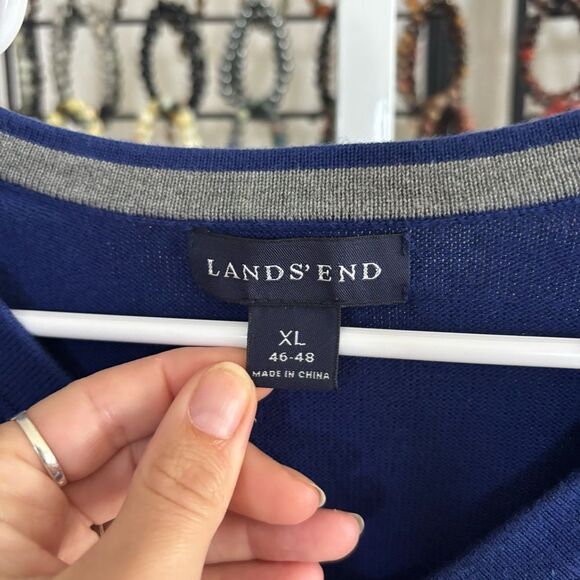 LANDS' END
XL
46-48
MADE IN CHINA